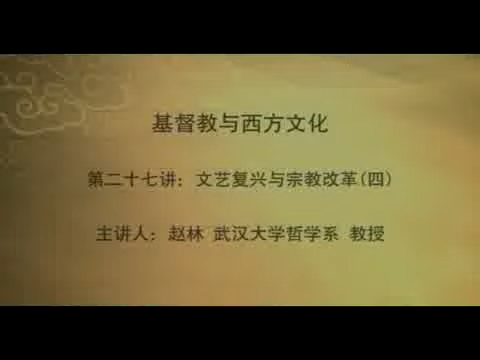 基督教与西方文化
第二十七讲：文艺复兴与宗教改革(四)
主讲人：赵林 武汉大学哲学系 教授